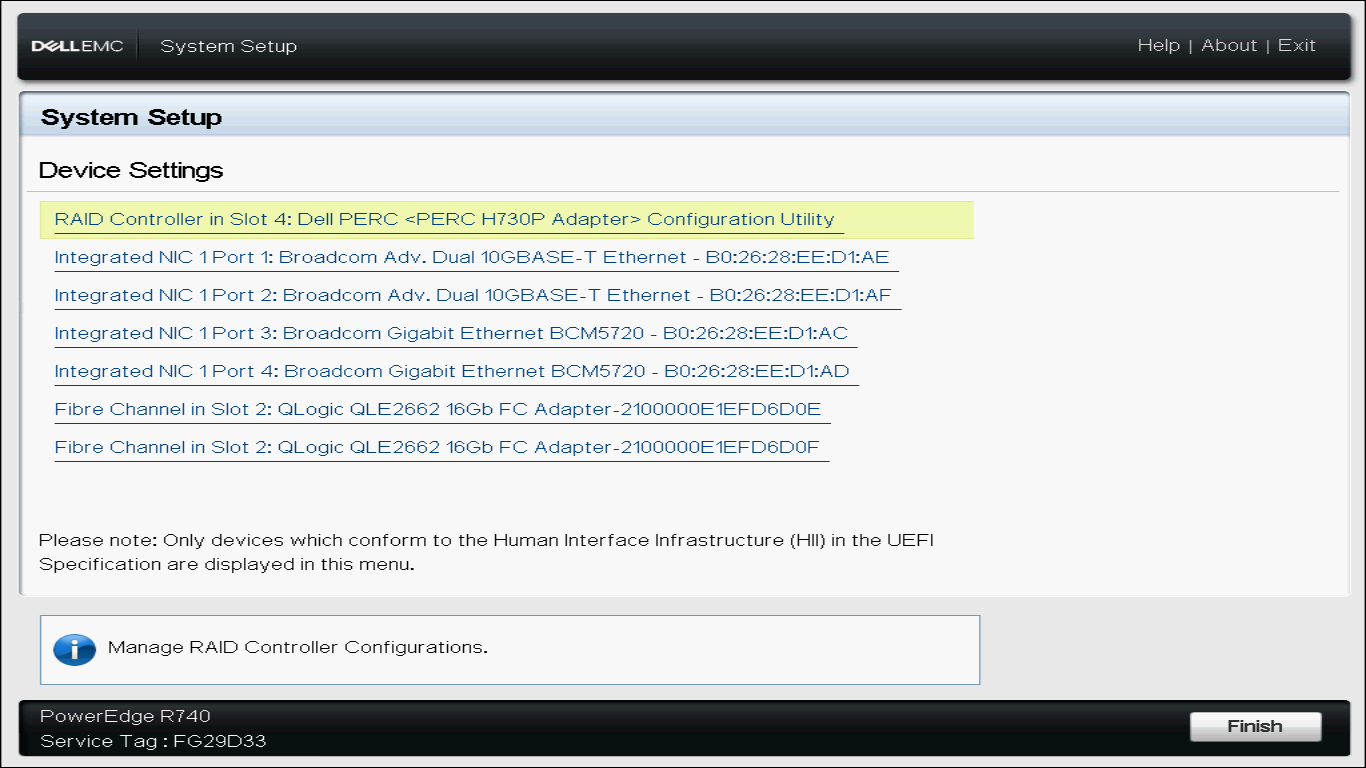 DELLEMC System Setup Help | About | Exit
System Setup
Device Settings
RAID Controller in Slot 4: Dell PERC <PERC H730P Adapter> Configuration Utility
Integrated NIC 1 Port 1: Broadcom Adv. Dual 10GBASE-T Ethernet - B0:26:28:EE:D1:AE
Integrated NIC 1 Port 2: Broadcom Adv. Dual 10GBASE-T Ethernet - B0:26:28:EE:D1:AF
Integrated NIC 1 Port 3: Broadcom Gigabit Ethernet BCM5720 - B0:26:28:EE:D1:AC
Integrated NIC 1 Port 4: Broadcom Gigabit Ethernet BCM5720 - B0:26:28:EE:D1:AD
Fibre Channel in Slot 2: QLogic QLE2662 16Gb FC Adapter-2100000E1EFD6D0E
Fibre Channel in Slot 2: QLogic QLE2662 16Gb FC Adapter-2100000E1EFD6D0F
Please note: Only devices which conform to the Human Interface Infrastructure (HII) in the UEFI
Specification are displayed in this menu.
Manage RAID Controller Configurations.
PowerEdge R740
Service Tag : FG29D33
Finish